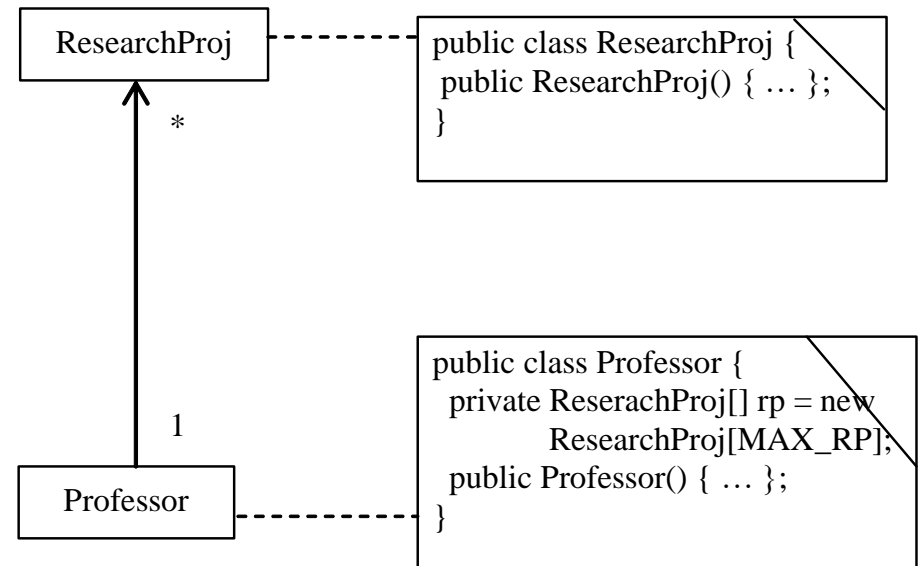 ResearchProj
public class ResearchProj {
public ResearchProj() { … };
}
*
1
Professor
public class Professor {
private ReserachProj[] rp = new
ResearchProj[MAX_RP];
public Professor() { … };
}